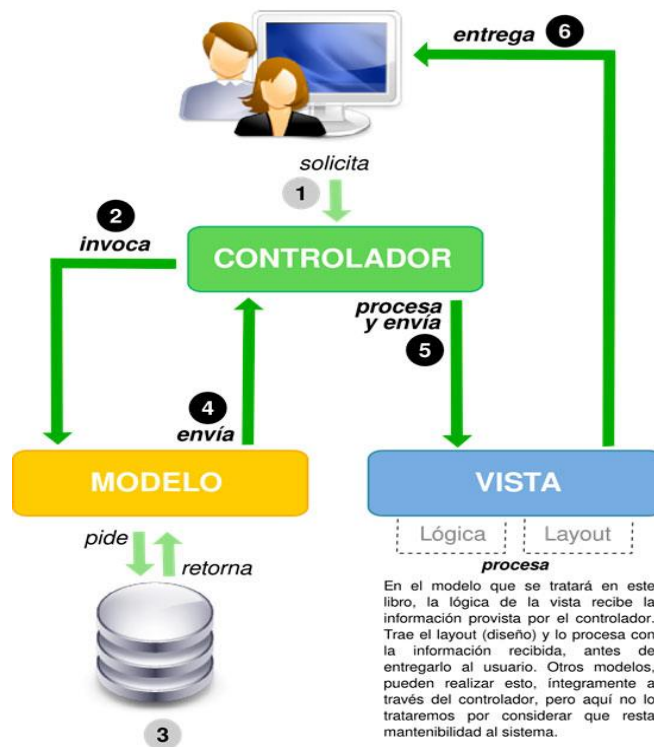 entrega 6
solicita
1
2
invoca
CONTROLADOR
procesa
y envía
5
4
envía
MODELO
VISTA
Lógica
Layout
pide
retorna
procesa
3
En el modelo que se tratará en este
libro, la lógica de la vista recibe la
información provista por el controlador.
Trae el layout (diseño) y lo procesa con
la información recibida, antes de
entregarlo al usuario. Otros modelos,
pueden realizar esto, íntegramente a
través del controlador, pero aquí no lo
trataremos por considerar que resta
mantenibilidad al sistema.